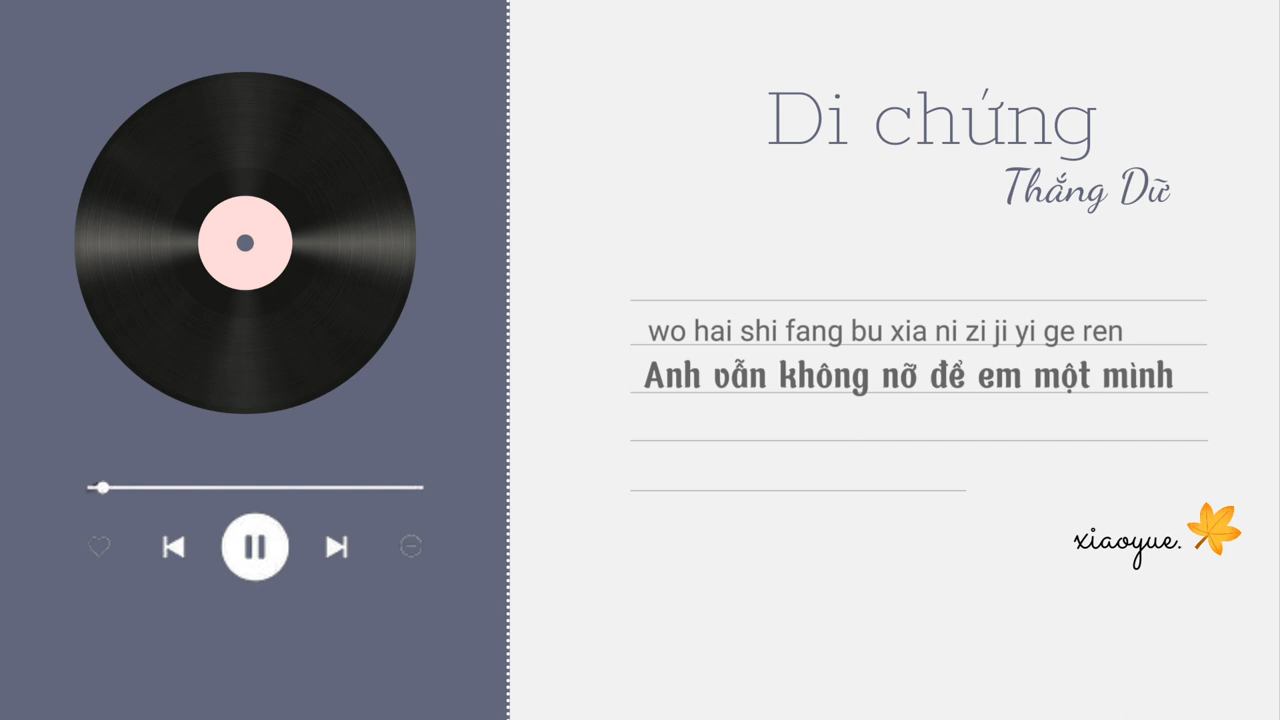 Di chứng
Thắng Dữ
wo hai shi fang bu xia ni zi ji yi ge ren
Anh vẫn không nỡ để em một mình
xiaoyue.